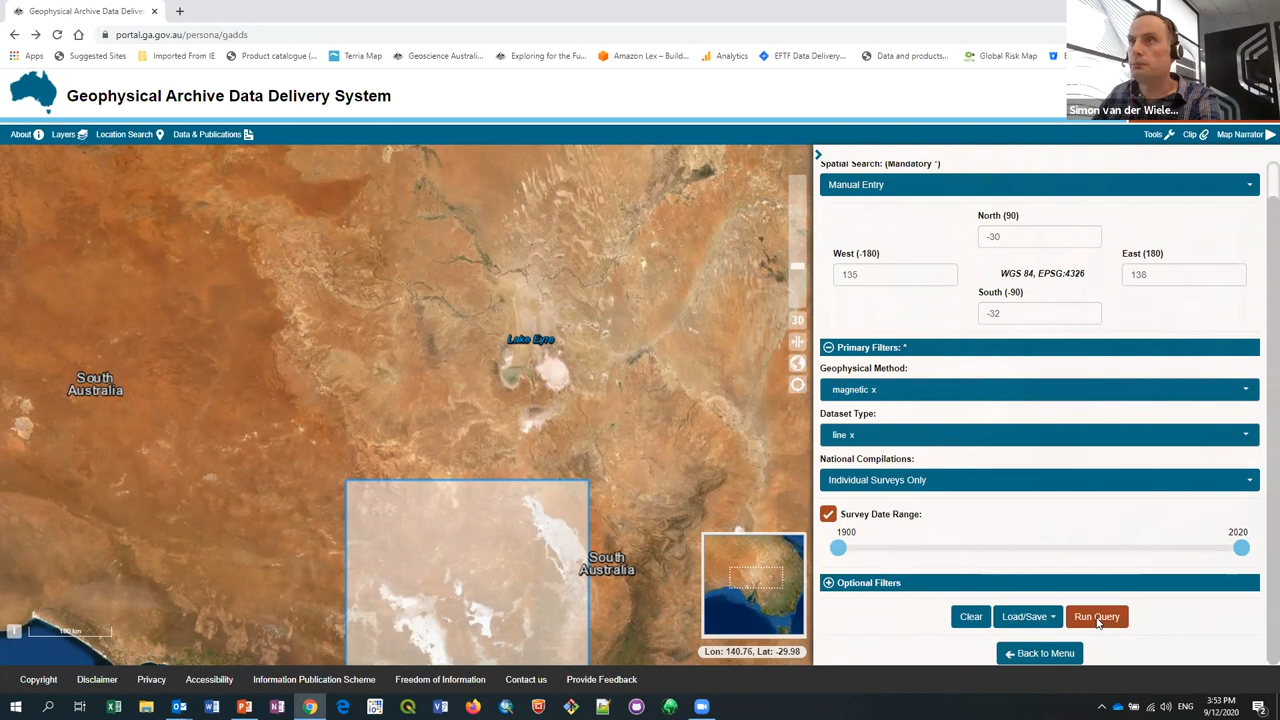 Geophysical Archive Data Deliver
portal.ga.gov.au/persona/gadds
Apps
Suggested Sites
Imported From IE
Product catalogue (...
Terria Map
Geoscience Australi...
Exploring for the Fu...
Amazon Lex – Build...
Analytics
EFTF Data Delivery...
Data and products...
Global Risk Map
Simon van der Wiele...
Geophysical Archive Data Delivery System
About
Layers
Location Search
Data & Publications
Tools
Clip
Map Narrator
Spatial Search: (Mandatory *)
Manual Entry
North (90)
-30
West (-180)
East (180)
135
WGS 84, EPSG:4326
138
South (-90)
-32
Primary Filters: *
Geophysical Method:
magnetic x
Dataset Type:
line x
National Compilations:
Individual Surveys Only
Survey Date Range:
1900
2020
Optional Filters
Clear
Load/Save
Run Query
Back to Menu
3D
Lake Eyre
South
Australia
South
Australia
100 km
Lon: 140.76, Lat: -29.98
Copyright
Disclaimer
Privacy
Accessibility
Information Publication Scheme
Freedom of Information
Contact us
Provide Feedback
ENG
3:53 PM
9/12/2020